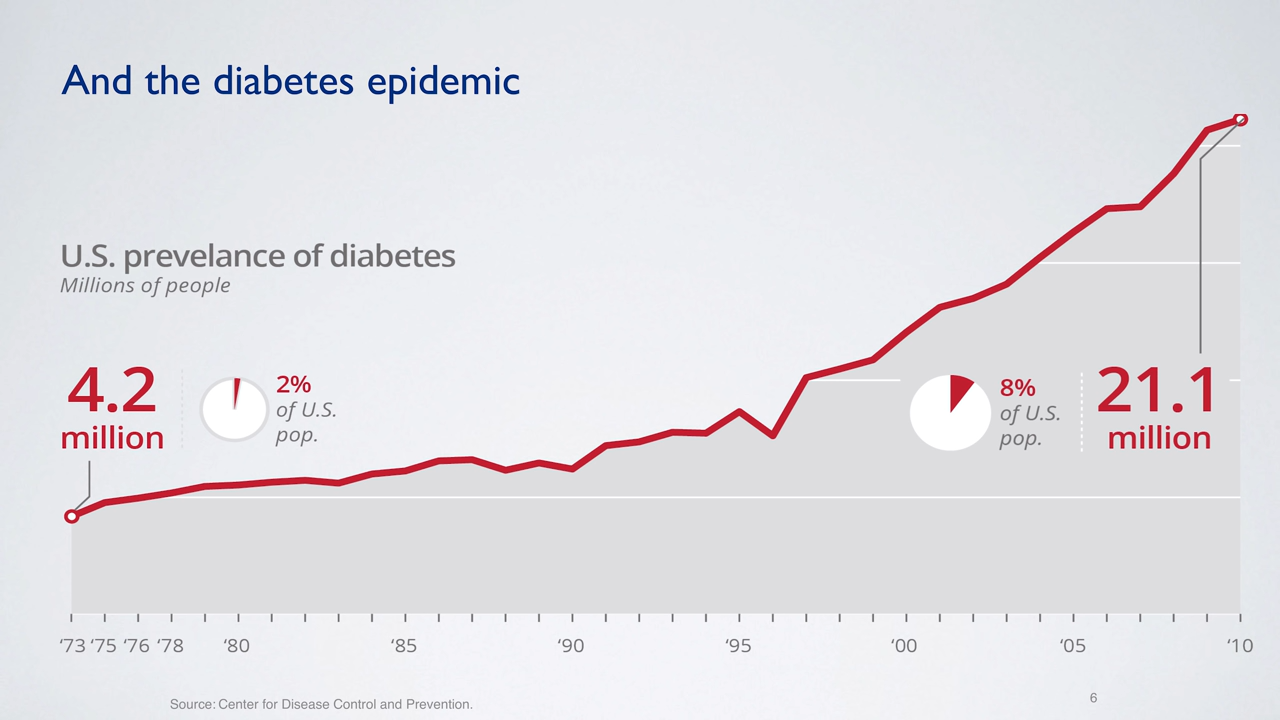 And the diabetes epidemic
U.S. prevelance of diabetes
Millions of people
4.2
million
2%
of U.S.
pop.
8%
of U.S.
pop.
21.1
million
‘73 ‘75 ‘76 ‘78 ‘80 ‘85 ‘90 ‘95 ‘00 ‘05 ‘10
Source: Center for Disease Control and Prevention.
6